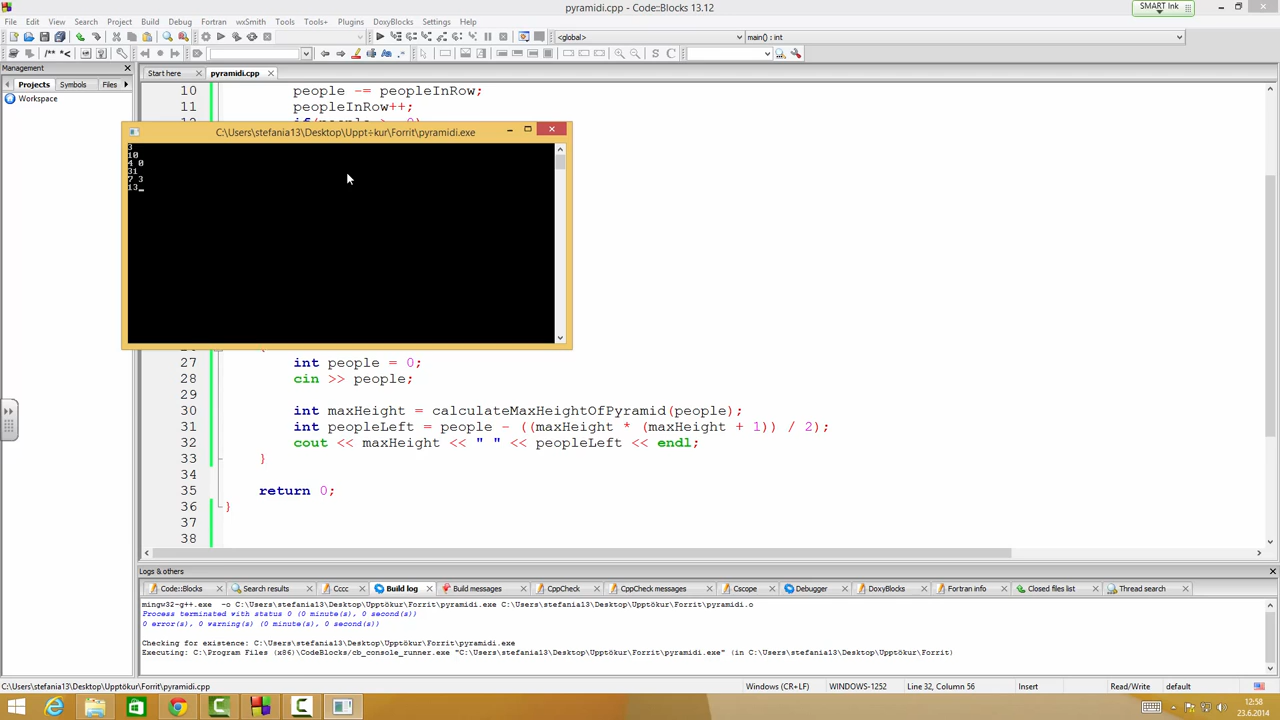 pyramidi.cpp - Code::Blocks 13.12
SMART Ink
File Edit View Search Project Build Debug Fortran wxSmith Tools Tools+ Plugins DoxyBlocks Settings Help
<global>
main() : int
/** *<
S C
Management
Projects Symbols Files
Workspace
Start here
pyramidi.cpp
10 people -= peopleInRow;
11 peopleInRow++;
C:\Users\stefania13\Desktop\Uppt÷kur\Forrit\pyramidi.exe
3
10
4 0
31
7 3
13_
27 int people = 0;
28 cin >> people;
29
30 int maxHeight = calculateMaxHeightOfPyramid(people);
31 int peopleLeft = people - ((maxHeight * (maxHeight + 1)) / 2);
32 cout << maxHeight << " " << peopleLeft << endl;
33 }
34
35 return 0;
36 }
37
38
Logs & others
Code::Blocks Search results Cccc Build log Build messages CppCheck CppCheck messages Cscope Debugger DoxyBlocks Fortran info Closed files list Thread search
mingw32-g++.exe -o C:\Users\stefania13\Desktop\Upptökur\Forrit\pyramidi.exe C:\Users\stefania13\Desktop\Upptökur\Forrit\pyramidi.o
Process terminated with status 0 (0 minute(s), 0 second(s))
0 error(s), 0 warning(s) (0 minute(s), 0 second(s))
Checking for existence: C:\Users\stefania13\Desktop\Upptökur\Forrit\pyramidi.exe
Executing: C:\Program Files (x86)\CodeBlocks/cb_console_runner.exe "C:\Users\stefania13\Desktop\Upptökur\Forrit\pyramidi.exe" (in C:\Users\stefania13\Desktop\Upptökur\Forrit)
C:\Users\stefania13\Desktop\Upptökur\Forrit\pyramidi.cpp
Windows (CR+LF) WINDOWS-1252 Line 32, Column 56 Insert Read/Write default
12:58
23.6.2014